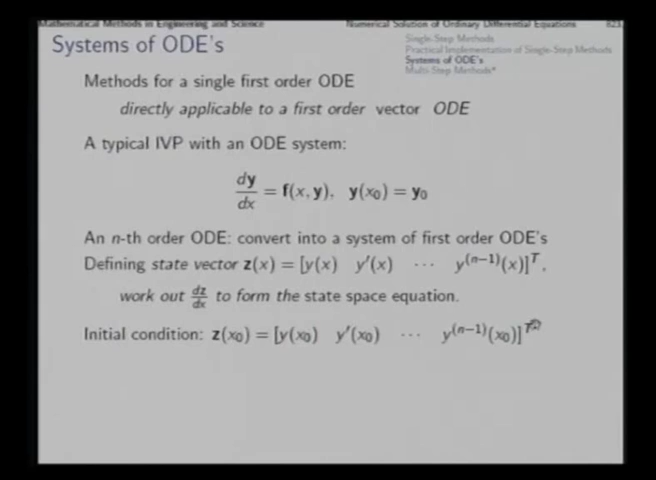 Mathematical Methods in Engineering and Science Numerical Solution of Ordinary Differential Equations 823
Systems of ODE's
Single-Step Methods
Practical Implementation of Single-Step Methods
Systems of ODE's
Multi-Step Methods*
Methods for a single first order ODE
directly applicable to a first order vector ODE
A typical IVP with an ODE system:
dy/dx = f(x, y), y(x₀) = y₀
An n-th order ODE: convert into a system of first order ODE's
Defining state vector z(x) = [y(x) y′(x) ⋯ y⁽ⁿ⁻¹⁾(x)]ᵀ,
work out dz/dx to form the state space equation.
Initial condition: z(x₀) = [y(x₀) y′(x₀) ⋯ y⁽ⁿ⁻¹⁾(x₀)]ᵀ